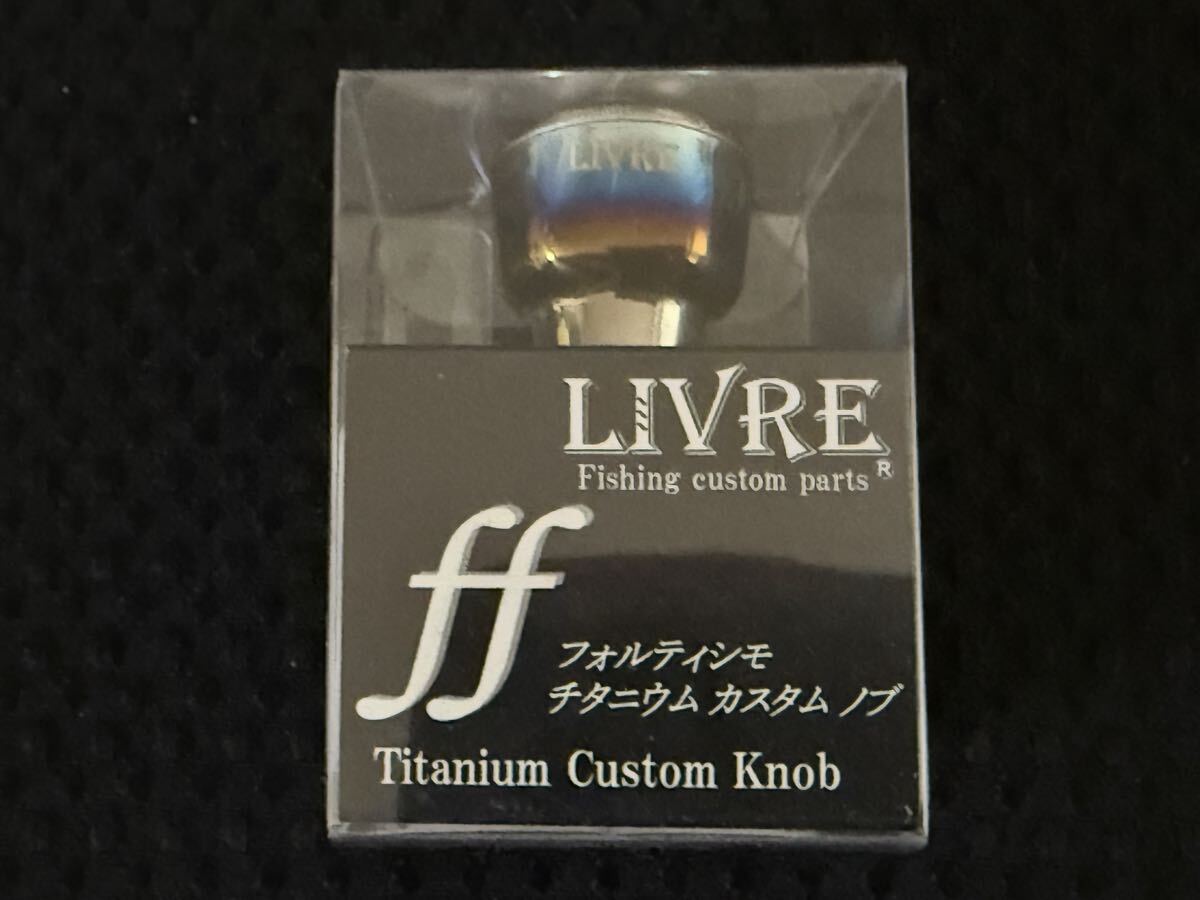 LIVRE
LIVRE
Fishing custom parts®
ff
フォルティシモ
チタニウム カスタム ノブ
Titanium Custom Knob